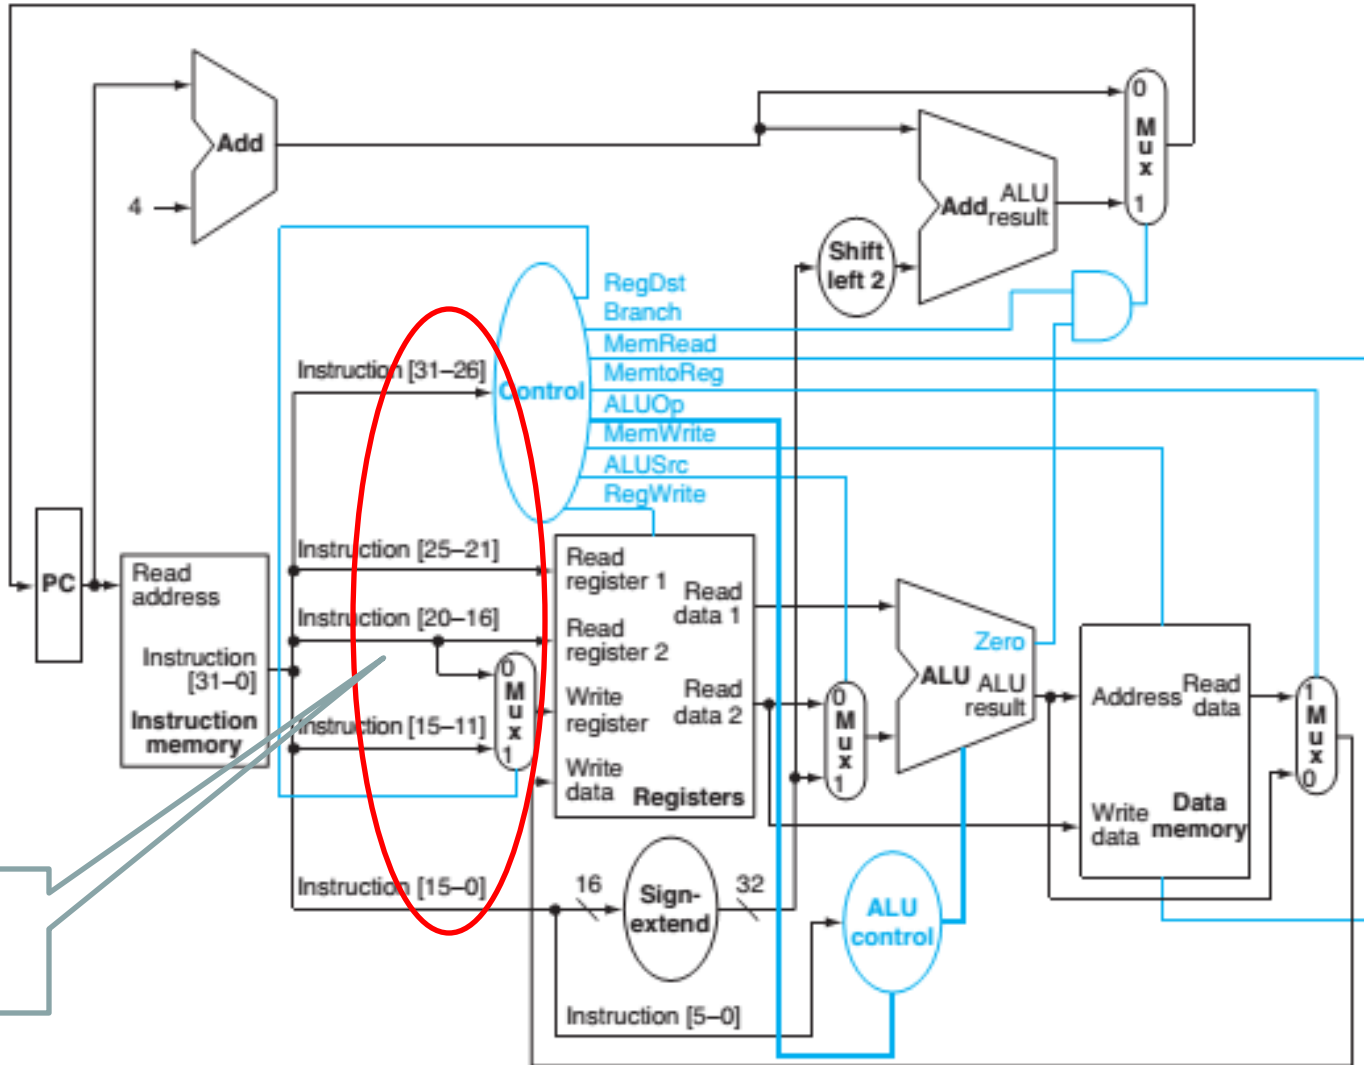 Add
4
0
M
u
x
1
Add
ALU
result
Shift
left 2
RegDst
Branch
MemRead
MemtoReg
ALUOp
MemWrite
ALUSrc
RegWrite
Control
Instruction [31–26]
Instruction [25–21]
Instruction [20–16]
Instruction [15–11]
Instruction [15–0]
PC
Read
address
Instruction
[31–0]
Instruction
memory
0
M
u
x
1
Read
register 1
Read
register 2
Write
register
Write
data
Read
data 1
Read
data 2
Registers
0
M
u
x
1
Zero
ALU
ALU
result
Address
Read
data
Write
data
Data
memory
1
M
u
x
0
16
Sign-
extend
32
ALU
control
Instruction [5–0]